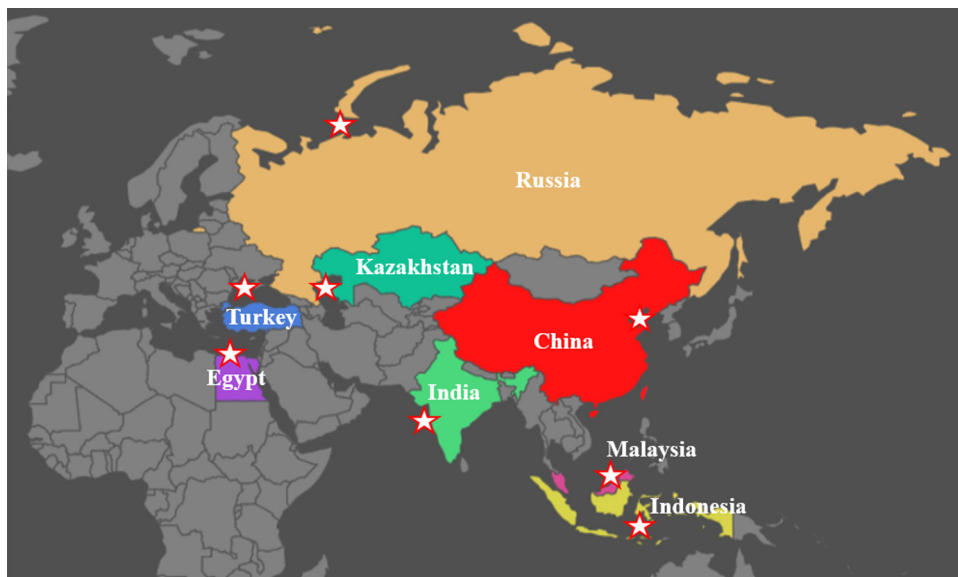 Russia
Kazakhstan
Turkey
China
Egypt
India
Malaysia
Indonesia